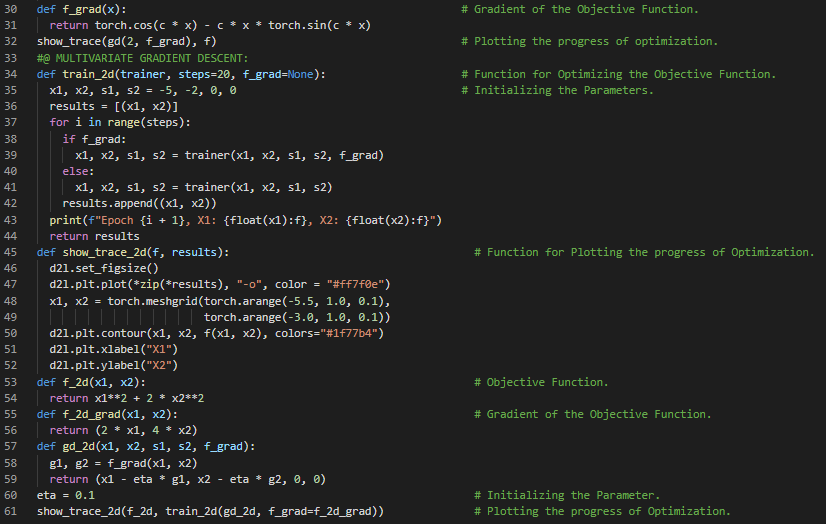 30 def f_grad(x): # Gradient of the Objective Function.
31 return torch.cos(c * x) - c * x * torch.sin(c * x)
32 show_trace(gd(2, f_grad), f) # Plotting the progress of optimization.
33 #@ MULTIVARIATE GRADIENT DESCENT:
34 def train_2d(trainer, steps=20, f_grad=None): # Function for Optimizing the Objective Function.
35 x1, x2, s1, s2 = -5, -2, 0, 0 # Initializing the Parameters.
36 results = [(x1, x2)]
37 for i in range(steps):
38 if f_grad:
39 x1, x2, s1, s2 = trainer(x1, x2, s1, s2, f_grad)
40 else:
41 x1, x2, s1, s2 = trainer(x1, x2, s1, s2)
42 results.append((x1, x2))
43 print(f"Epoch {i + 1}, X1: {float(x1):f}, X2: {float(x2):f}")
44 return results
45 def show_trace_2d(f, results): # Function for Plotting the progress of Optimization.
46 d2l.set_figsize()
47 d2l.plt.plot(*zip(*results), "-o", color = "#ff7f0e")
48 x1, x2 = torch.meshgrid(torch.arange(-5.5, 1.0, 0.1),
49 torch.arange(-3.0, 1.0, 0.1))
50 d2l.plt.contour(x1, x2, f(x1, x2), colors="#1f77b4")
51 d2l.plt.xlabel("X1")
52 d2l.plt.ylabel("X2")
53 def f_2d(x1, x2): # Objective Function.
54 return x1**2 + 2 * x2**2
55 def f_2d_grad(x1, x2): # Gradient of the Objective Function.
56 return (2 * x1, 4 * x2)
57 def gd_2d(x1, x2, s1, s2, f_grad):
58 g1, g2 = f_grad(x1, x2)
59 return (x1 - eta * g1, x2 - eta * g2, 0, 0)
60 eta = 0.1 # Initializing the Parameter.
61 show_trace_2d(f_2d, train_2d(gd_2d, f_grad=f_2d_grad)) # Plotting the progress of Optimization.